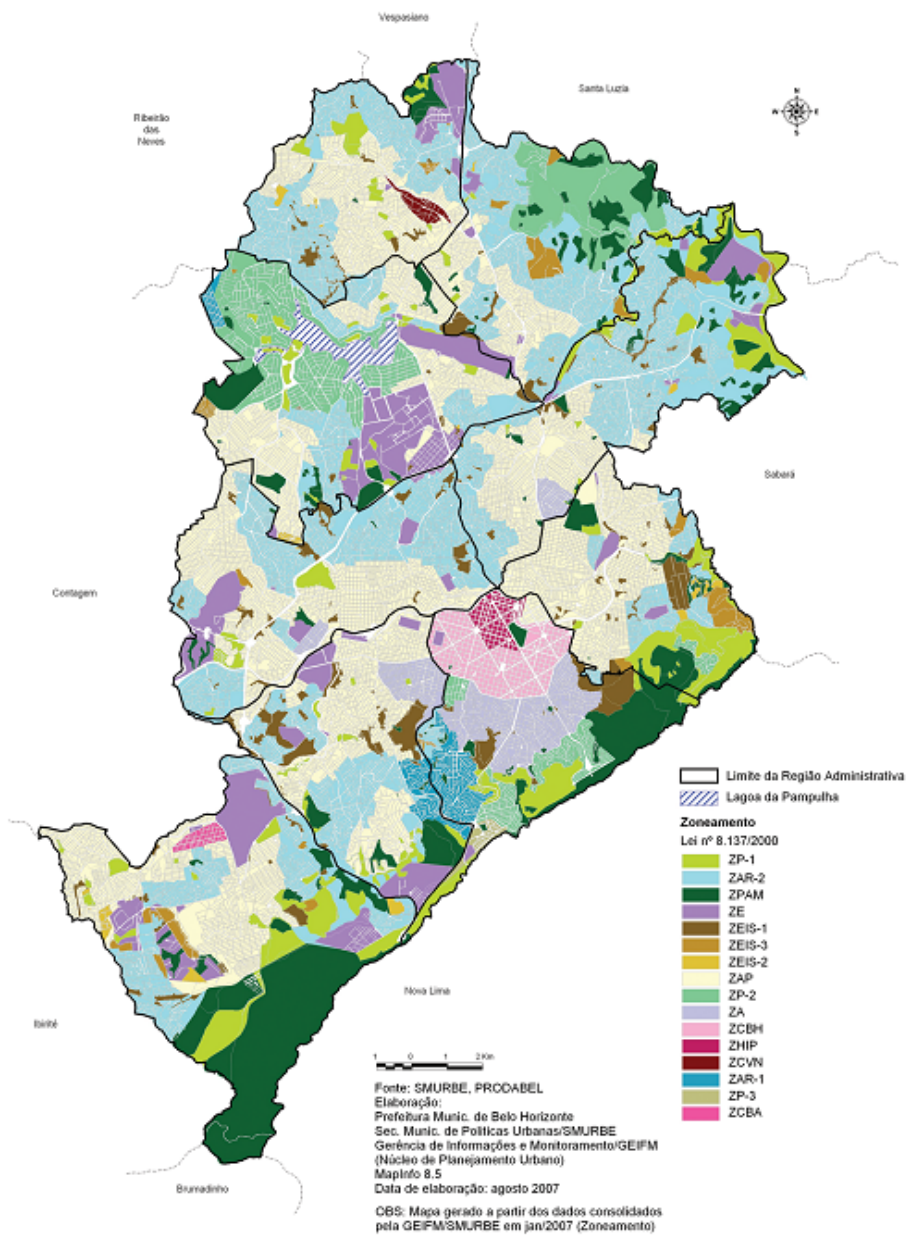 Vespasiano
Santa Luzia
Ribeirão
das
Neves
N
W
E
S
Sabará
Contagem
Limite da Região Administrativa
Lagoa da Pampulha
Zoneamento
Lei nº 8.137/2000
ZP-1
ZAR-2
ZPAM
ZE
ZEIS-1
ZEIS-3
ZEIS-2
ZAP
ZP-2
ZA
ZCBH
ZHIP
ZCVN
ZAR-1
ZP-3
ZCBA
Nova Lima
Ibirité
1 0 1 2 Km
Fonte: SMURBE, PRODABEL
Elaboração:
Prefeitura Munic. de Belo Horizonte
Sec. Munic. de Políticas Urbanas/SMURBE
Gerência de Informações e Monitoramento/GEIFM
(Núcleo de Planejamento Urbano)
MapInfo 8.5
Data de elaboração: agosto 2007
Brumadinho
OBS: Mapa gerado a partir dos dados consolidados
pela GEIFM/SMURBE em jan/2007 (Zoneamento)